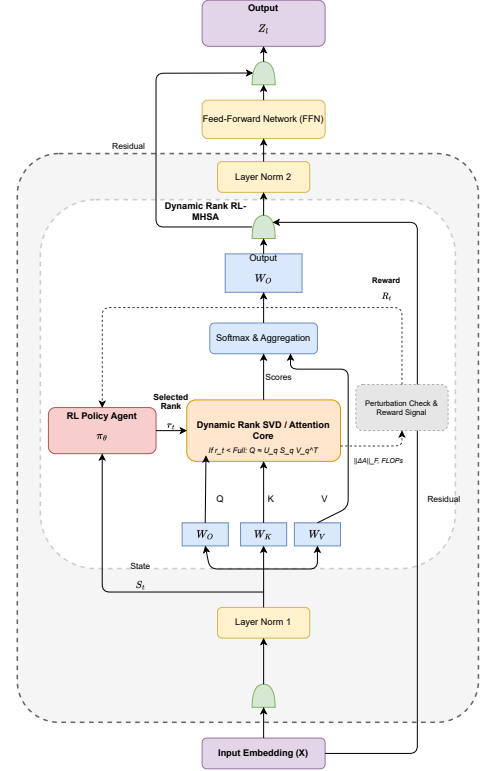 Output
Z_l
Feed-Forward Network (FFN)
Residual
Layer Norm 2
Dynamic Rank RL-
MHSA
Output
W_O
Reward
R_t
Softmax & Aggregation
Scores
Selected
Rank
r_t
RL Policy Agent
π_θ
Dynamic Rank SVD / Attention
Core
If r_t < Full: Q ≈ U_q S_q V_q^T
Perturbation Check &
Reward Signal
||ΔA||_F, FLOPs
Q
K
V
Residual
W_O
W_K
W_V
State
S_t
Layer Norm 1
Input Embedding (X)